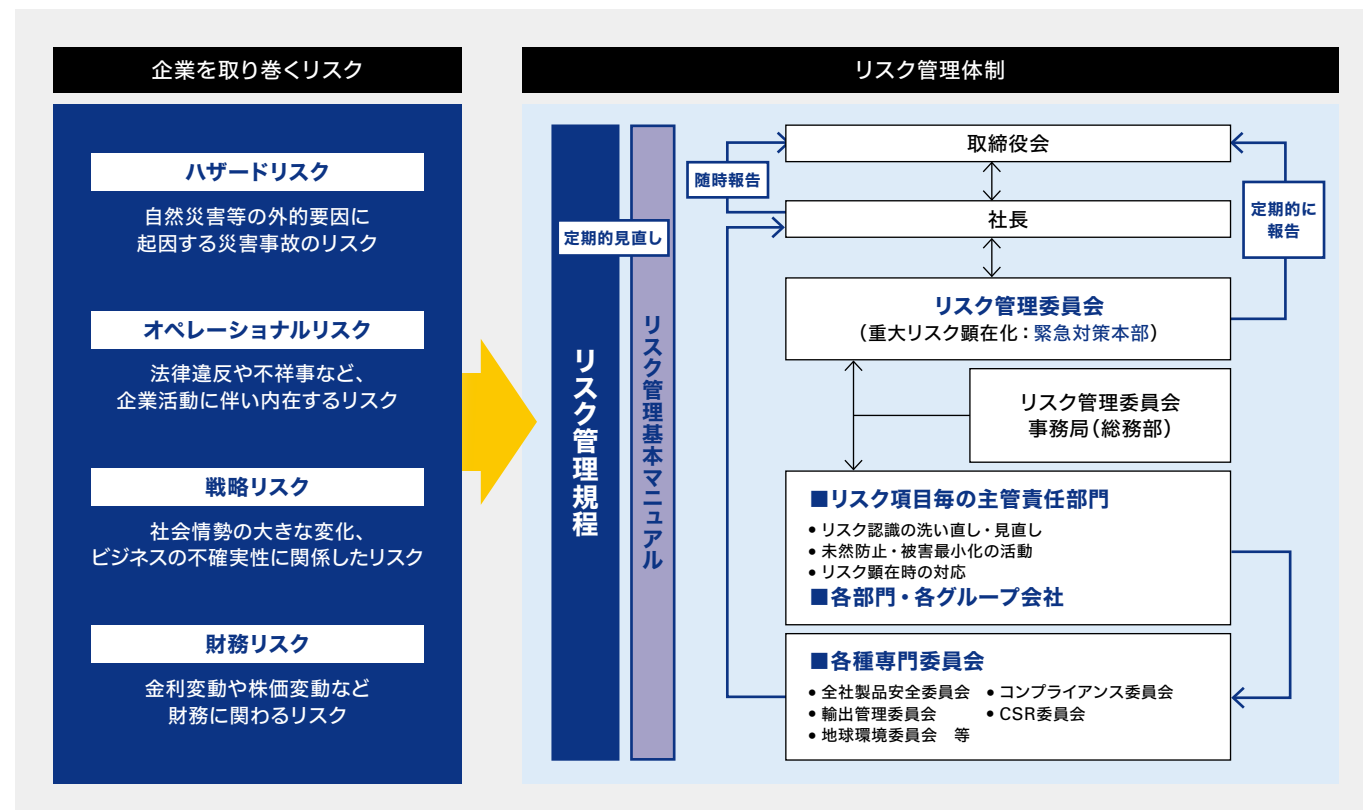 企業を取り巻くリスク
ハザードリスク
自然災害等の外的要因に
起因する災害事故のリスク
オペレーショナルリスク
法律違反や不祥事など、
企業活動に伴い内在するリスク
戦略リスク
社会情勢の大きな変化、
ビジネスの不確実性に関係したリスク
財務リスク
金利変動や株価変動など
財務に関わるリスク
リスク管理体制
リスク管理規程
リスク管理基本マニュアル
定期的見直し
取締役会
随時報告
社長
定期的に
報告
リスク管理委員会
（重大リスク顕在化：緊急対策本部）
リスク管理委員会
事務局（総務部）
■リスク項目毎の主管責任部門
● リスク認識の洗い直し・見直し
● 未然防止・被害最小化の活動
● リスク顕在時の対応
■各部門・各グループ会社
■各種専門委員会
● 全社製品安全委員会 ● コンプライアンス委員会
● 輸出管理委員会 ● CSR委員会
● 地球環境委員会　等